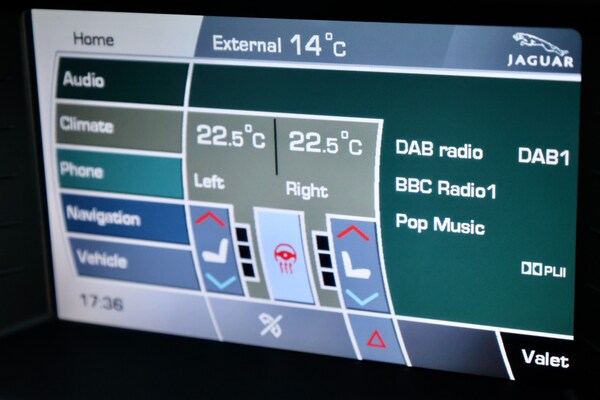 Home
External 14°C
JAGUAR
Audio
Climate
Phone
Navigation
Vehicle
17:36
22.5°C 22.5°C
Left Right
DAB radio DAB1
BBC Radio1
Pop Music
PLII
Valet